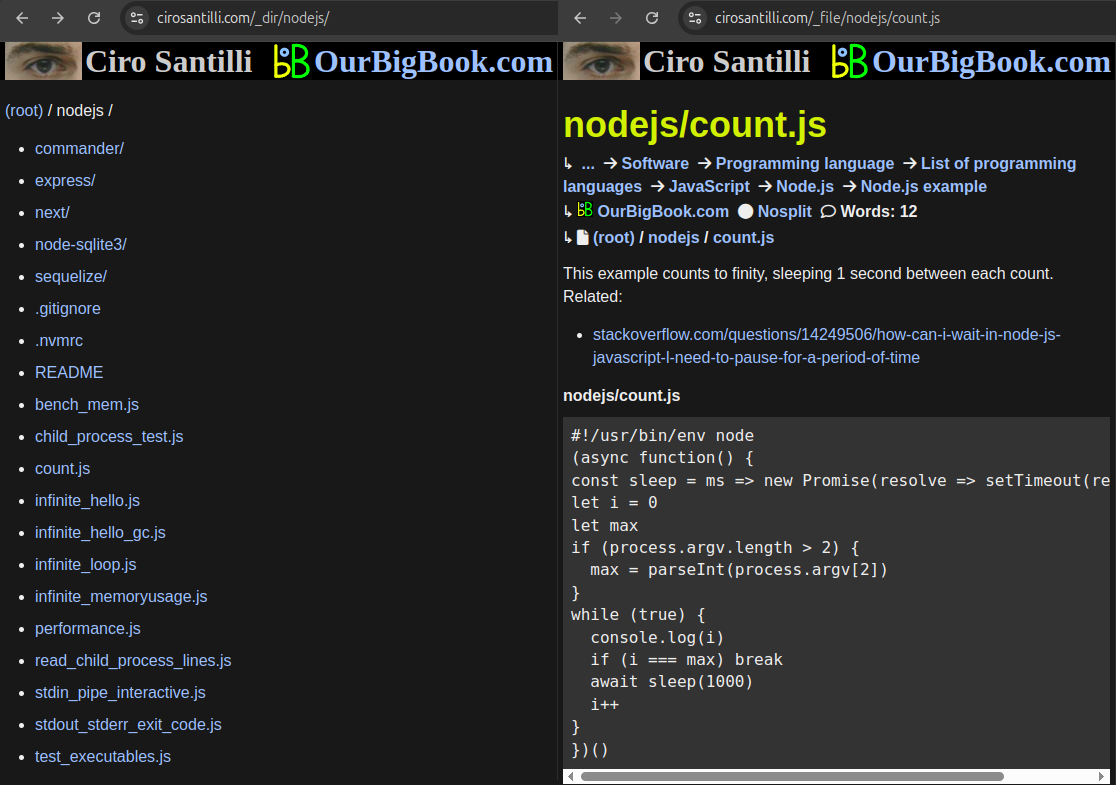 cirosantilli.com/_dir/nodejs/
Ciro Santilli OurBigBook.com
(root) / nodejs /
commander/
express/
next/
node-sqlite3/
sequelize/
.gitignore
.nvmrc
README
bench_mem.js
child_process_test.js
count.js
infinite_hello.js
infinite_hello_gc.js
infinite_loop.js
infinite_memoryusage.js
performance.js
read_child_process_lines.js
stdin_pipe_interactive.js
stdout_stderr_exit_code.js
test_executables.js
cirosantilli.com/_file/nodejs/count.js
Ciro Santilli OurBigBook.com
nodejs/count.js
↳ ... → Software → Programming language → List of programming
languages → JavaScript → Node.js → Node.js example
↳ OurBigBook.com Nosplit Words: 12
↳ (root) / nodejs / count.js
This example counts to finity, sleeping 1 second between each count.
Related:
stackoverflow.com/questions/14249506/how-can-i-wait-in-node-js-
javascript-l-need-to-pause-for-a-period-of-time
nodejs/count.js
#!/usr/bin/env node
(async function() {
const sleep = ms => new Promise(resolve => setTimeout(re
let i = 0
let max
if (process.argv.length > 2) {
  max = parseInt(process.argv[2])
}
while (true) {
  console.log(i)
  if (i === max) break
  await sleep(1000)
  i++
}
})()